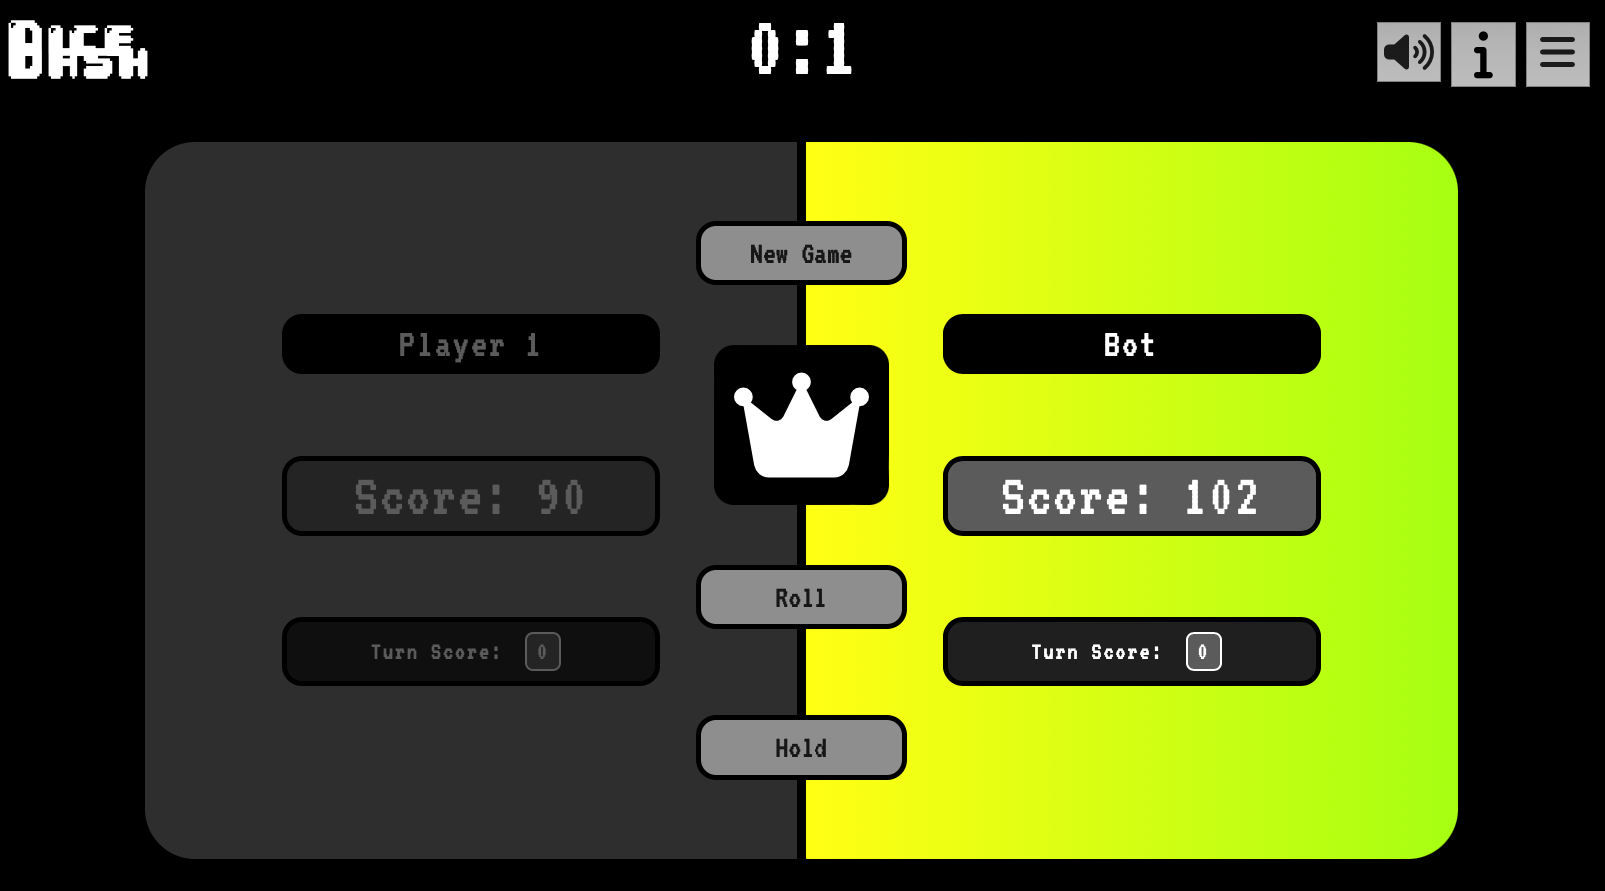 DICE
DASH
0:1
New Game
Player 1
Bot
Score: 90
Score: 102
Roll
Turn Score: 0
Turn Score: 0
Hold